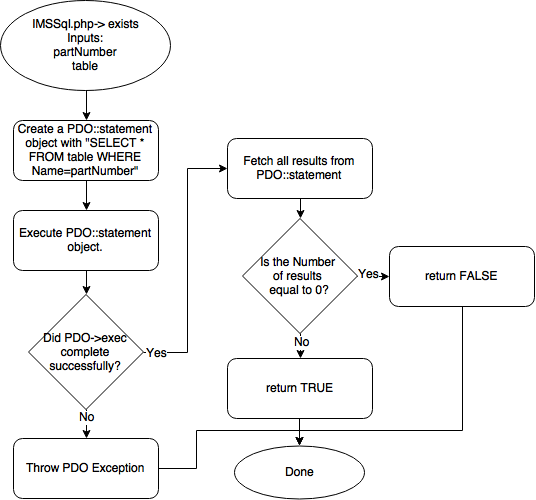 IMSSql.php-> exists
Inputs:
partNumber
table
Create a PDO::statement
object with "SELECT *
FROM table WHERE
Name=partNumber"
Execute PDO::statement
object.
Did PDO->exec
complete
successfully?
Yes
No
Throw PDO Exception
Fetch all results from
PDO::statement
Is the Number
of results
equal to 0?
Yes
return FALSE
No
return TRUE
Done